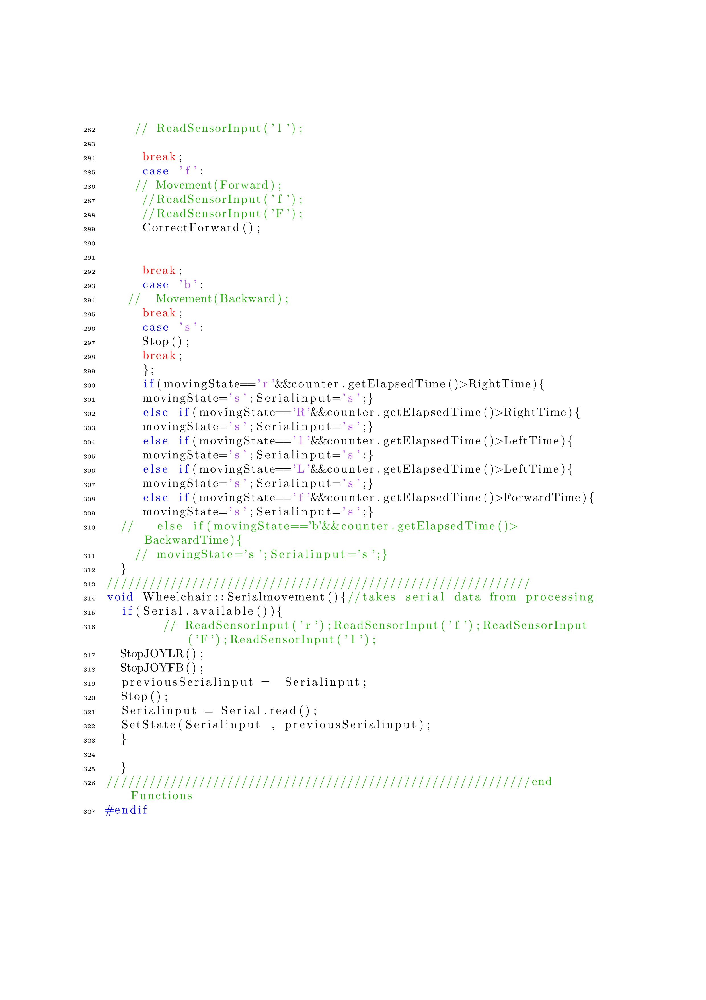 282 // ReadSensorInput('l');
283
284 break;
285 case 'f':
286 // Movement(Forward);
287 //ReadSensorInput('f');
288 //ReadSensorInput('F');
289 CorrectForward();
290
291
292 break;
293 case 'b':
294 // Movement(Backward);
295 break;
296 case 's':
297 Stop();
298 break;
299 };
300 if(movingState=='r'&&counter.getElapsedTime()>RightTime){
301 movingState='s';Serialinput='s';}
302 else if(movingState=='R'&&counter.getElapsedTime()>RightTime){
303 movingState='s';Serialinput='s';}
304 else if(movingState=='l'&&counter.getElapsedTime()>LeftTime){
305 movingState='s';Serialinput='s';}
306 else if(movingState=='L'&&counter.getElapsedTime()>LeftTime){
307 movingState='s';Serialinput='s';}
308 else if(movingState=='f'&&counter.getElapsedTime()>ForwardTime){
309 movingState='s';Serialinput='s';}
310 // else if(movingState=='b'&&counter.getElapsedTime()>
BackwardTime){
311 // movingState='s';Serialinput='s';}
312 }
313 ////////////////////////////////////////////////////////////
314 void Wheelchair::Serialmovement(){//takes serial data from processing
315 if(Serial.available()){
316 // ReadSensorInput('r');ReadSensorInput('f');ReadSensorInput
('F');ReadSensorInput('l');
317 StopJOYLR();
318 StopJOYFB();
319 previousSerialinput = Serialinput;
320 Stop();
321 Serialinput = Serial.read();
322 SetState(Serialinput , previousSerialinput);
323 }
324
325 }
326 ////////////////////////////////////////////////////////////end
Functions
327 #endif